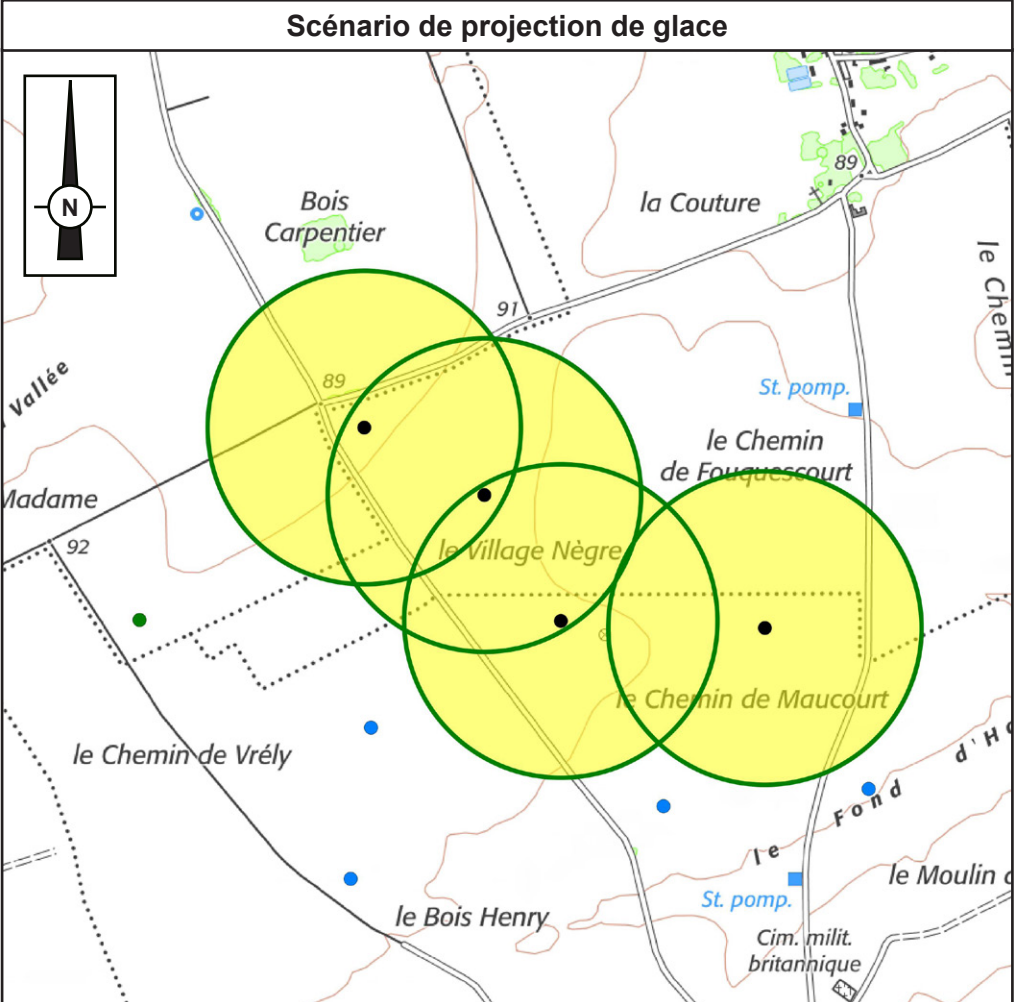 Scénario de projection de glace
N
89
Bois
Carpentier
la Couture
le Chemin
91
Vallée
89
St. pomp.
le Chemin
de Fouquescourt
Madame
92
le Village Nègre
le Chemin de Maucourt
le Chemin de Vrély
le Fond d'Ho
le Moulin
St. pomp.
le Bois Henry
Cim. milit.
britannique